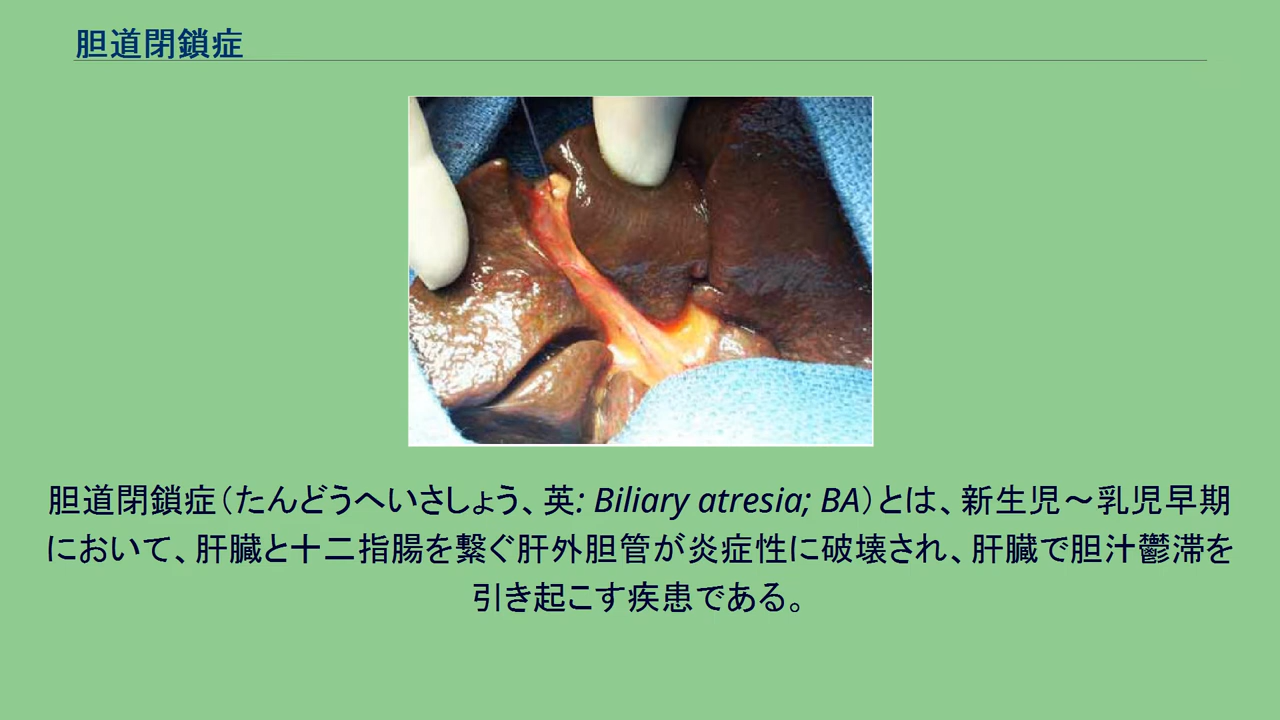 胆道閉鎖症
胆道閉鎖症（たんどうへいさしょう、英: Biliary atresia; BA）とは、新生児～乳児早期
において、肝臓と十二指腸を繋ぐ肝外胆管が炎症性に破壊され、肝臓で胆汁鬱滞を
引き起こす疾患である。